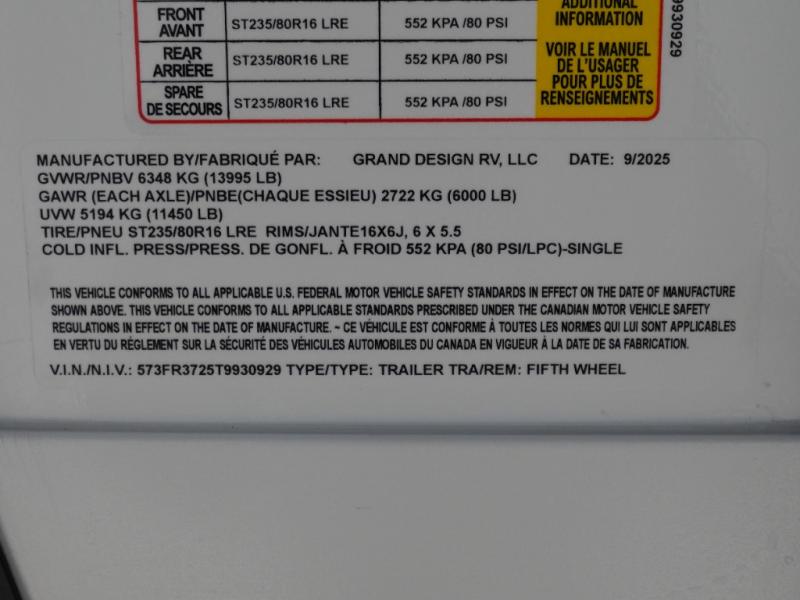 ADDITIONAL
INFORMATION
VOIR LE MANUEL
DE L'USAGER
POUR PLUS DE
RENSEIGNEMENTS
9930929
FRONT
AVANT
ST235/80R16 LRE 552 KPA /80 PSI
REAR
ARRIÈRE
ST235/80R16 LRE 552 KPA /80 PSI
SPARE
DE SECOURS
ST235/80R16 LRE 552 KPA /80 PSI
MANUFACTURED BY/FABRIQUÉ PAR: GRAND DESIGN RV, LLC DATE: 9/2025
GVWR/PNBV 6348 KG (13995 LB)
GAWR (EACH AXLE)/PNBE(CHAQUE ESSIEU) 2722 KG (6000 LB)
UVW 5194 KG (11450 LB)
TIRE/PNEU ST235/80R16 LRE RIMS/JANTE16X6J, 6 X 5.5
COLD INFL. PRESS/PRESS. DE GONFL. À FROID 552 KPA (80 PSI/LPC)-SINGLE
THIS VEHICLE CONFORMS TO ALL APPLICABLE U.S. FEDERAL MOTOR VEHICLE SAFETY STANDARDS IN EFFECT ON THE DATE OF MANUFACTURE
SHOWN ABOVE. THIS VEHICLE CONFORMS TO ALL APPLICABLE STANDARDS PRESCRIBED UNDER THE CANADIAN MOTOR VEHICLE SAFETY
REGULATIONS IN EFFECT ON THE DATE OF MANUFACTURE. ~ CE VÉHICULE EST CONFORME À TOUTES LES NORMES QUI LUI SONT APPLICABLES
EN VERTU DU RÈGLEMENT SUR LA SÉCURITÉ DES VÉHICULES AUTOMOBILES DU CANADA EN VIGUEUR À LA DATE DE SA FABRICATION.
V.I.N./N.I.V.: 573FR3725T9930929 TYPE/TYPE: TRAILER TRA/REM: FIFTH WHEEL